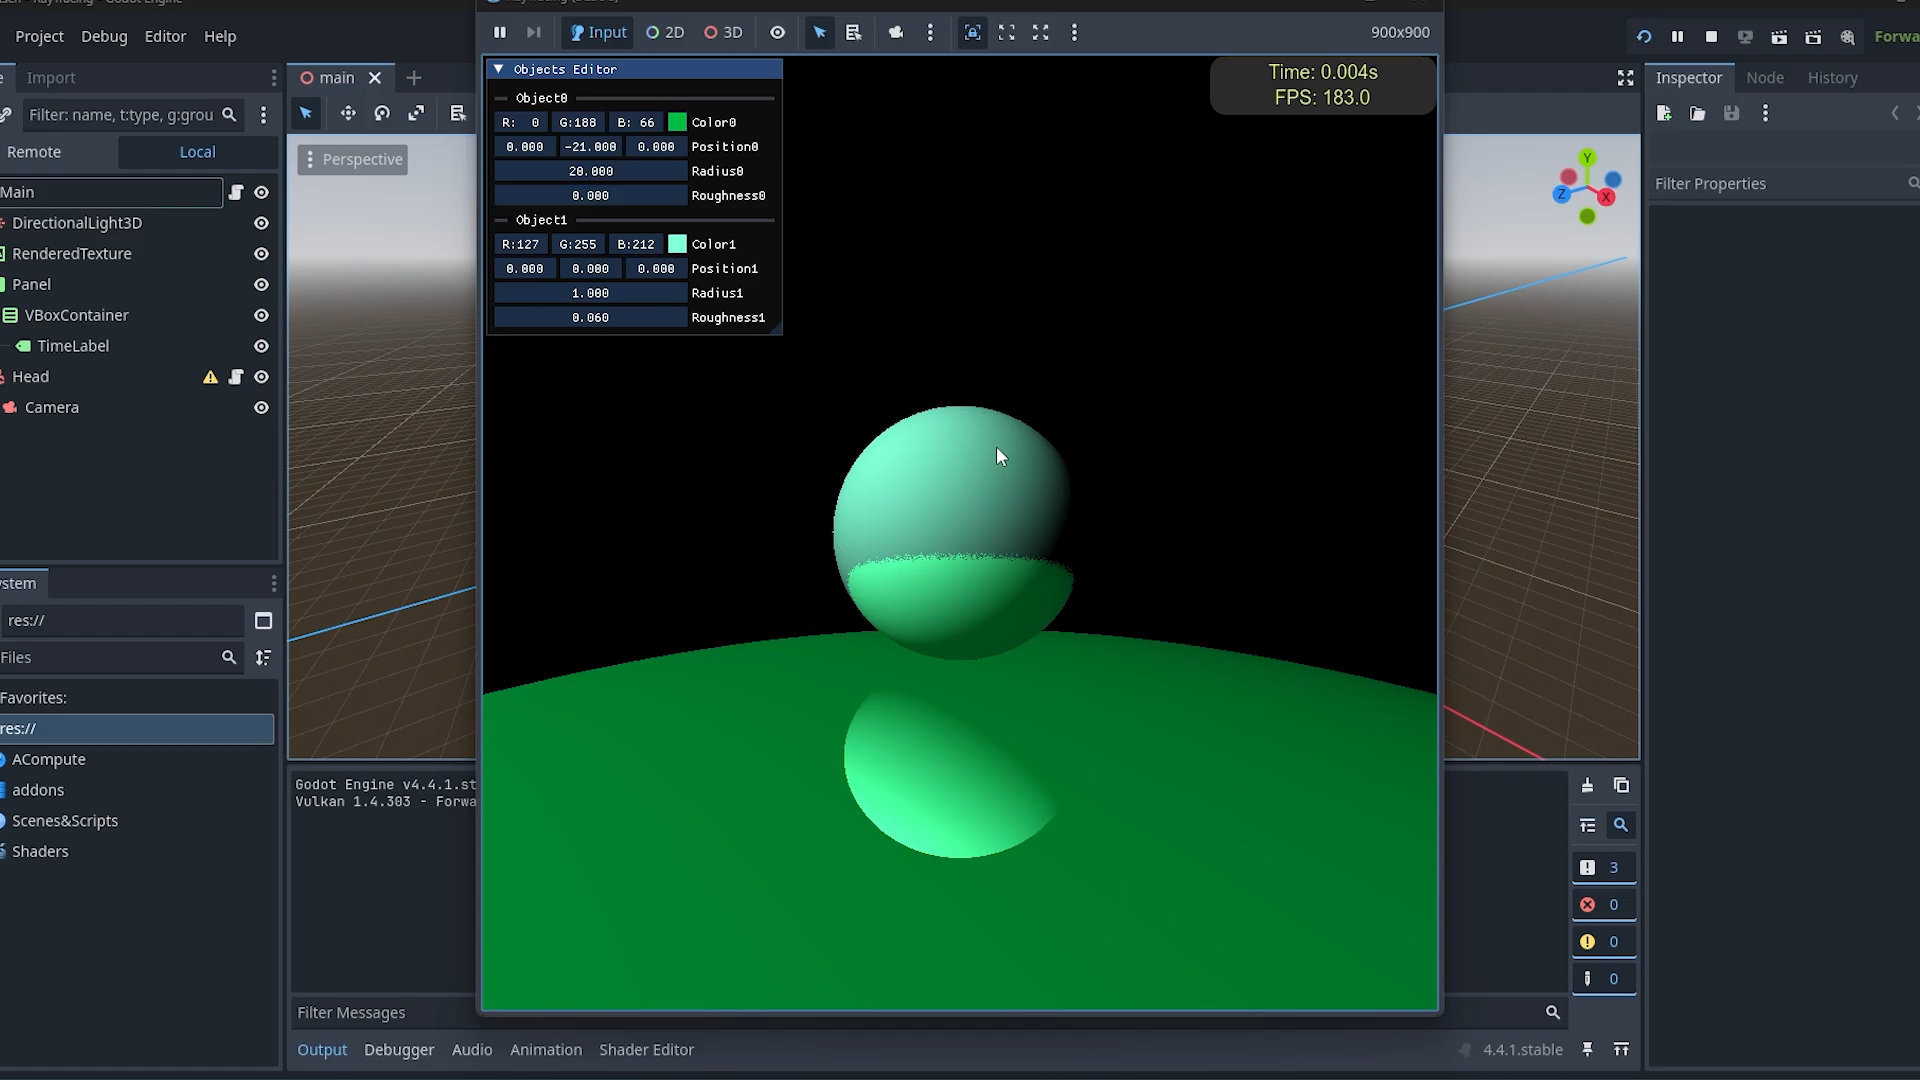 Project Debug Editor Help
Input 2D 3D 900x900
Forwa
Import
main
Inspector Node History
Filter: name, t:type, g:grou
Remote Local
Perspective
Filter Properties
Main
DirectionalLight3D
RenderedTexture
Panel
VBoxContainer
TimeLabel
Head
Camera
Objects Editor
Object0
R: 0 G:188 B: 66 Color0
0.000 -21.000 0.000 Position0
20.000 Radius0
0.000 Roughness0
Object1
R:127 G:255 B:212 Color1
0.000 0.000 0.000 Position1
1.000 Radius1
0.060 Roughness1
Time: 0.004s
FPS: 183.0
Y
Z X
ystem
res://
Files
Favorites:
res://
ACompute
addons
Scenes&Scripts
Shaders
Godot Engine v4.4.1.st
Vulkan 1.4.303 - Forwa
3
0
0
0
Filter Messages
Output Debugger Audio Animation Shader Editor
4.4.1.stable